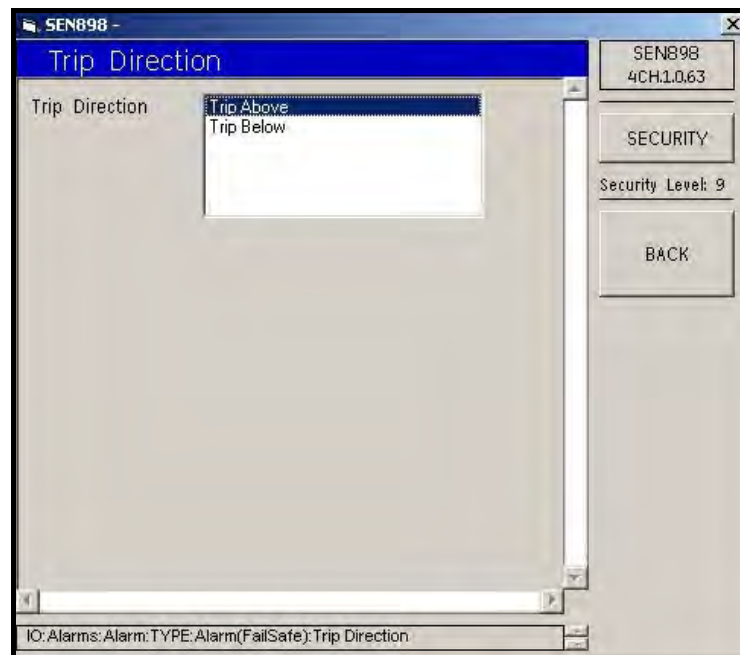 SEN898 -
Trip Direction
SEN898
4CH.1.0.63
Trip Direction
Trip Above
Trip Below
SECURITY
Security Level: 9
BACK
IO:Alarms:Alarm:TYPE:Alarm(FailSafe):Trip Direction